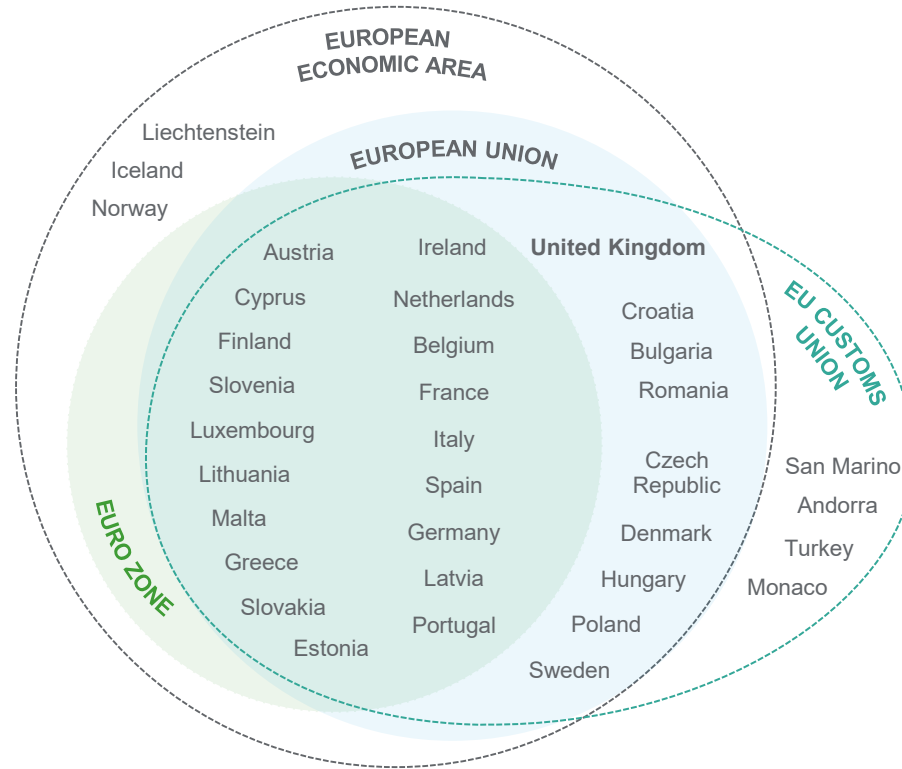 EUROPEAN
ECONOMIC AREA
Liechtenstein
Iceland
Norway
EUROPEAN UNION
Austria
Cyprus
Finland
Slovenia
Luxembourg
Lithuania
Malta
Greece
Slovakia
Estonia
Ireland
Netherlands
Belgium
France
Italy
Spain
Germany
Latvia
Portugal
United Kingdom
Croatia
Bulgaria
Romania
Czech
Republic
Denmark
Hungary
Poland
Sweden
EURO ZONE
EU CUSTOMS
UNION
San Marino
Andorra
Turkey
Monaco